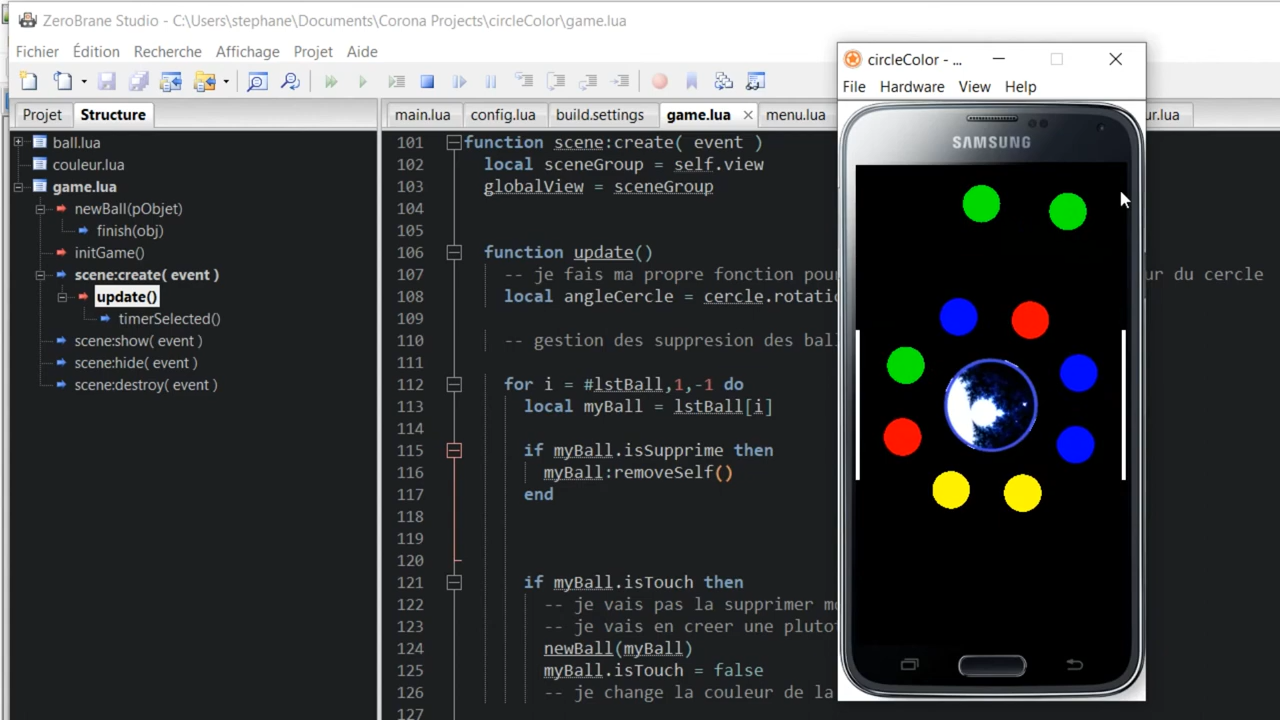 ZeroBrane Studio - C:\Users\stephane\Documents\Corona Projects\circleColor\game.lua
Fichier Édition Recherche Affichage Projet Aide
Projet Structure
ball.lua
couleur.lua
game.lua
newBall(pObjet)
finish(obj)
initGame()
scene:create( event )
update()
timerSelected()
scene:show( event )
scene:hide( event )
scene:destroy( event )
main.lua config.lua build.settings game.lua menu.lua ur.lua
101 function scene:create( event )
102 local sceneGroup = self.view
103 globalView = sceneGroup
104
105
106 function update()
107 -- je fais ma propre fonction pour ur du cercle
108 local angleCercle = cercle.rotatio
109
110 -- gestion des suppresion des ball
111
112 for i = #lstBall,1,-1 do
113 local myBall = lstBall[i]
114
115 if myBall.isSupprime then
116 myBall:removeSelf()
117 end
118
119
120
121 if myBall.isTouch then
122 -- je vais pas la supprimer m
123 -- je vais en creer une plutot
124 newBall(myBall)
125 myBall.isTouch = false
126 -- je change la couleur de la
127
circleColor - ...
File Hardware View Help
SAMSUNG